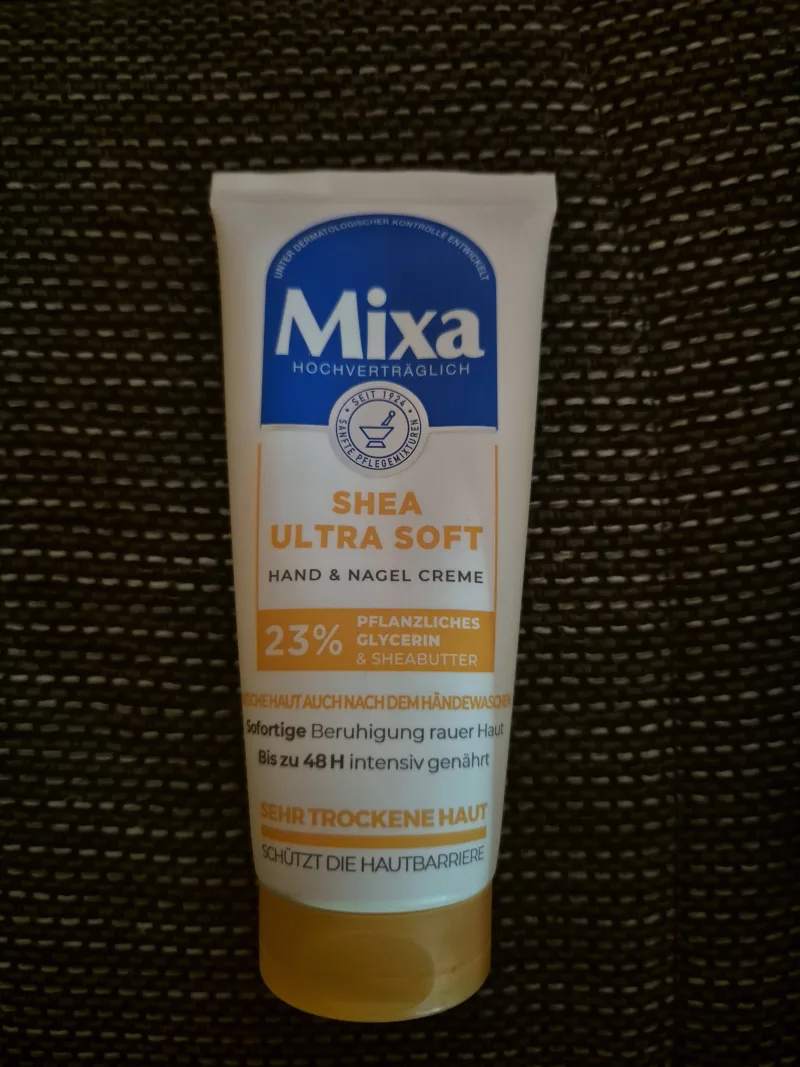 UNTER DERMATOLOGISCHER KONTROLLE ENTWICKELT
Mixa
HOCHVERTRÄGLICH
SEIT 1924
SANFTE PFLEGEMIXTUREN
SHEA
ULTRA SOFT
HAND & NAGEL CREME
23%
PFLANZLICHES
GLYCERIN
& SHEABUTTER
HAUT AUCH NACH DEM HÄNDEWASCHEN
Sofortige Beruhigung rauer Haut
Bis zu 48 H intensiv genährt
SEHR TROCKENE HAUT
SCHÜTZT DIE HAUTBARRIERE